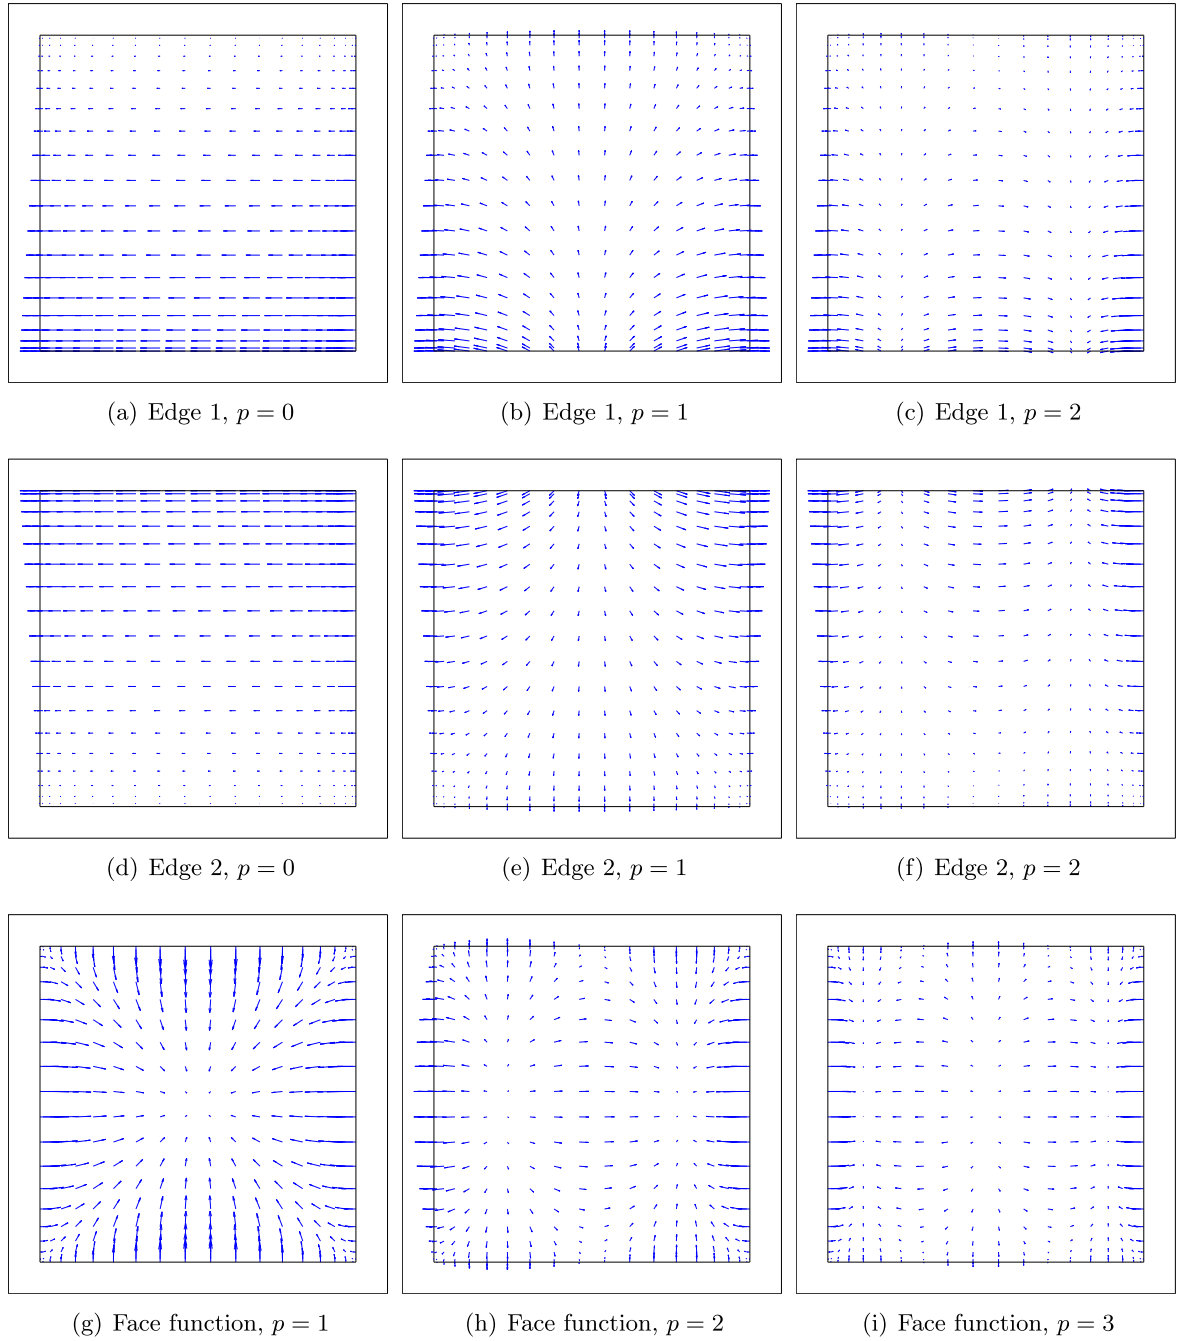 (a) Edge 1, p = 0
(b) Edge 1, p = 1
(c) Edge 1, p = 2
(d) Edge 2, p = 0
(e) Edge 2, p = 1
(f) Edge 2, p = 2
(g) Face function, p = 1
(h) Face function, p = 2
(i) Face function, p = 3